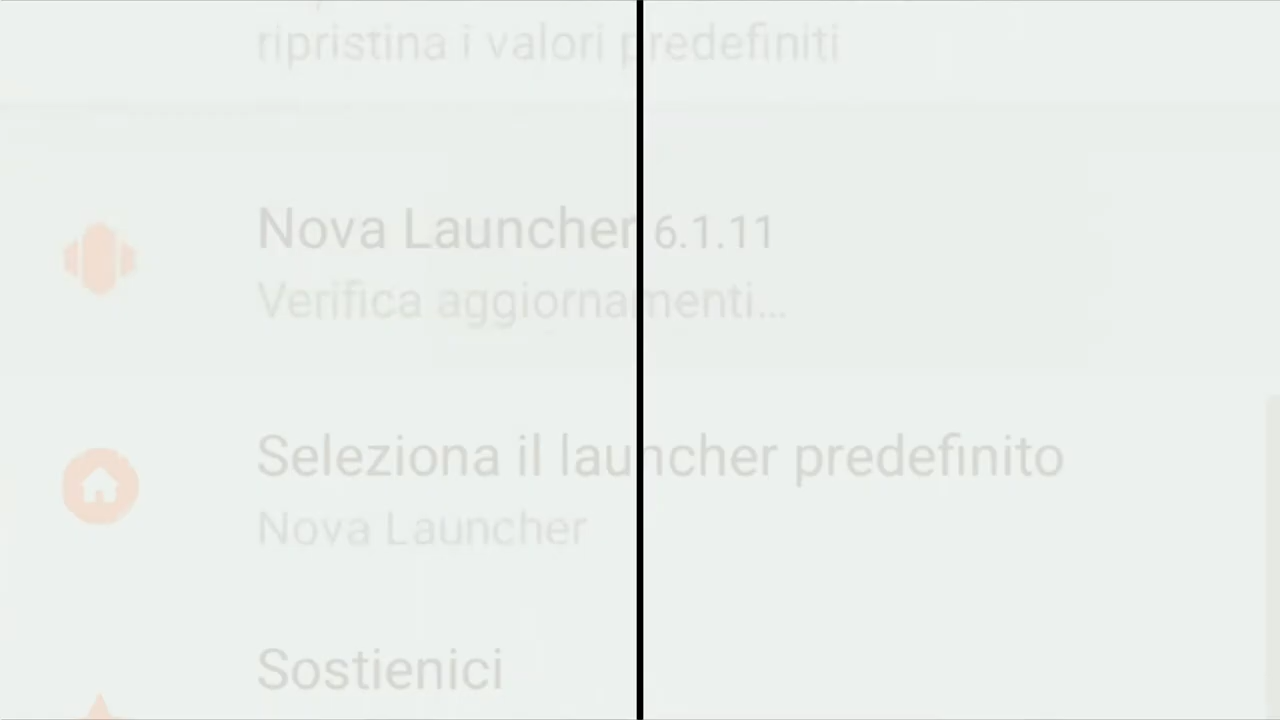 ripristina i valori predefiniti
Nova Launcher 6.1.11
Verifica aggiornamenti...
Seleziona il launcher predefinito
Nova Launcher
Sostienici